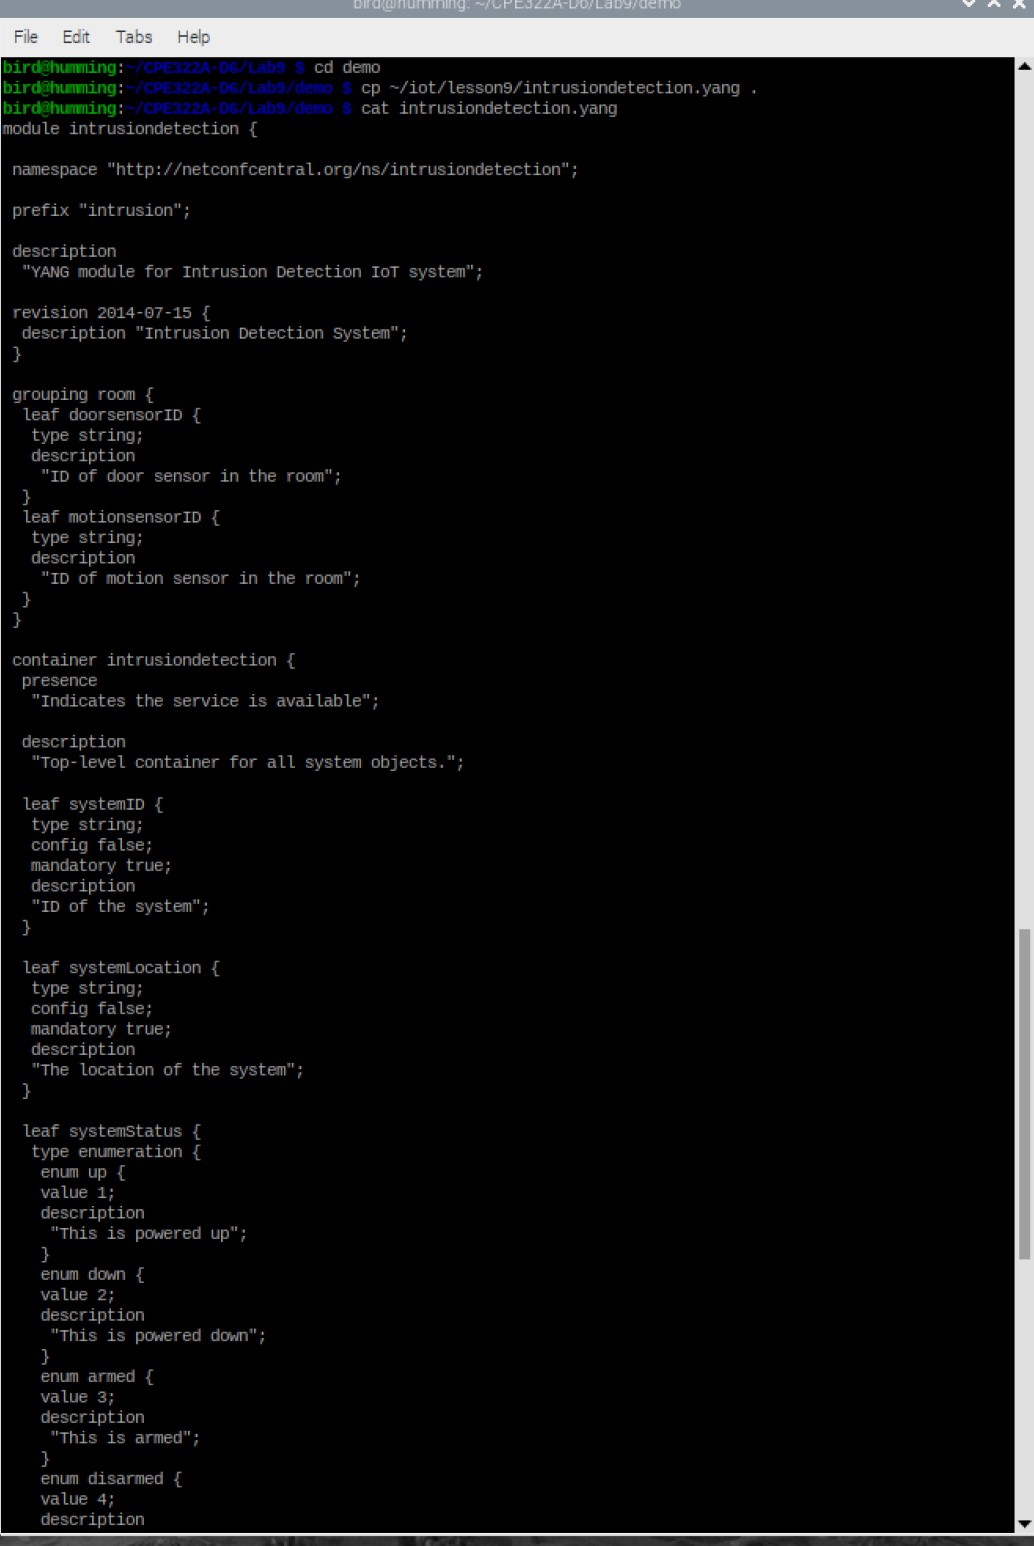 bird@humming: ~/CPE322A-D6/Lab9/demo
File Edit Tabs Help
bird@humming:~/CPE322A-D6/Lab9 $ cd demo
bird@humming:~/CPE322A-D6/Lab9/demo $ cp ~/iot/lesson9/intrusiondetection.yang .
bird@humming:~/CPE322A-D6/Lab9/demo $ cat intrusiondetection.yang
module intrusiondetection {
namespace "http://netconfcentral.org/ns/intrusiondetection";
prefix "intrusion";
description
"YANG module for Intrusion Detection IoT system";
revision 2014-07-15 {
description "Intrusion Detection System";
}
grouping room {
leaf doorsensorID {
type string;
description
"ID of door sensor in the room";
}
leaf motionsensorID {
type string;
description
"ID of motion sensor in the room";
}
}
container intrusiondetection {
presence
"Indicates the service is available";
description
"Top-level container for all system objects.";
leaf systemID {
type string;
config false;
mandatory true;
description
"ID of the system";
}
leaf systemLocation {
type string;
config false;
mandatory true;
description
"The location of the system";
}
leaf systemStatus {
type enumeration {
enum up {
value 1;
description
"This is powered up";
}
enum down {
value 2;
description
"This is powered down";
}
enum armed {
value 3;
description
"This is armed";
}
enum disarmed {
value 4;
description